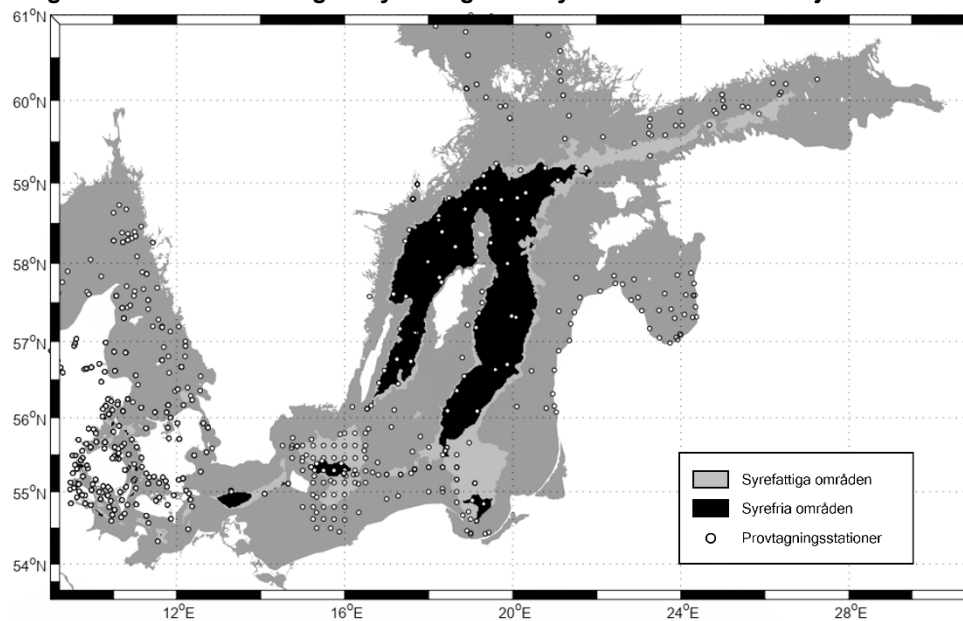 61°N
60°N
59°N
58°N
57°N
56°N
55°N
54°N
Syrefattiga områden
Syrefria områden
Provtagningsstationer
12°E 16°E 20°E 24°E 28°E